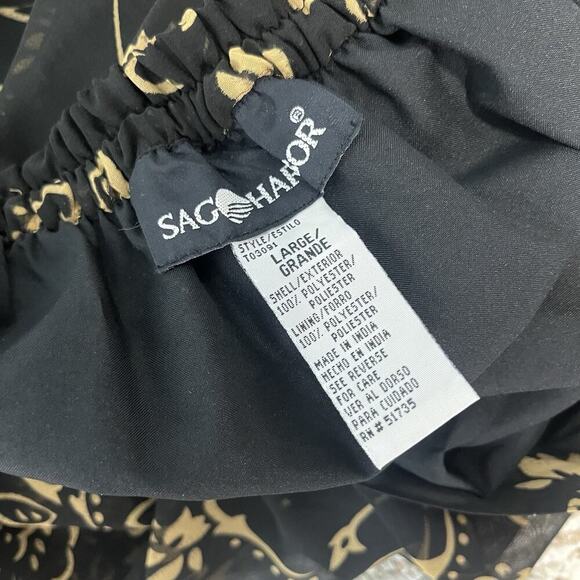 SAG HARBOR®
STYLE/ESTILO
T03091
LARGE/
GRANDE
SHELL/EXTERIOR
100% POLYESTER/
POLIESTER
LINING/FORRO
100% POLYESTER/
POLIESTER
MADE IN INDIA
HECHO EN INDIA
SEE REVERSE
FOR CARE
VER AL DORSO
PARA CUIDADO
RN# 51735